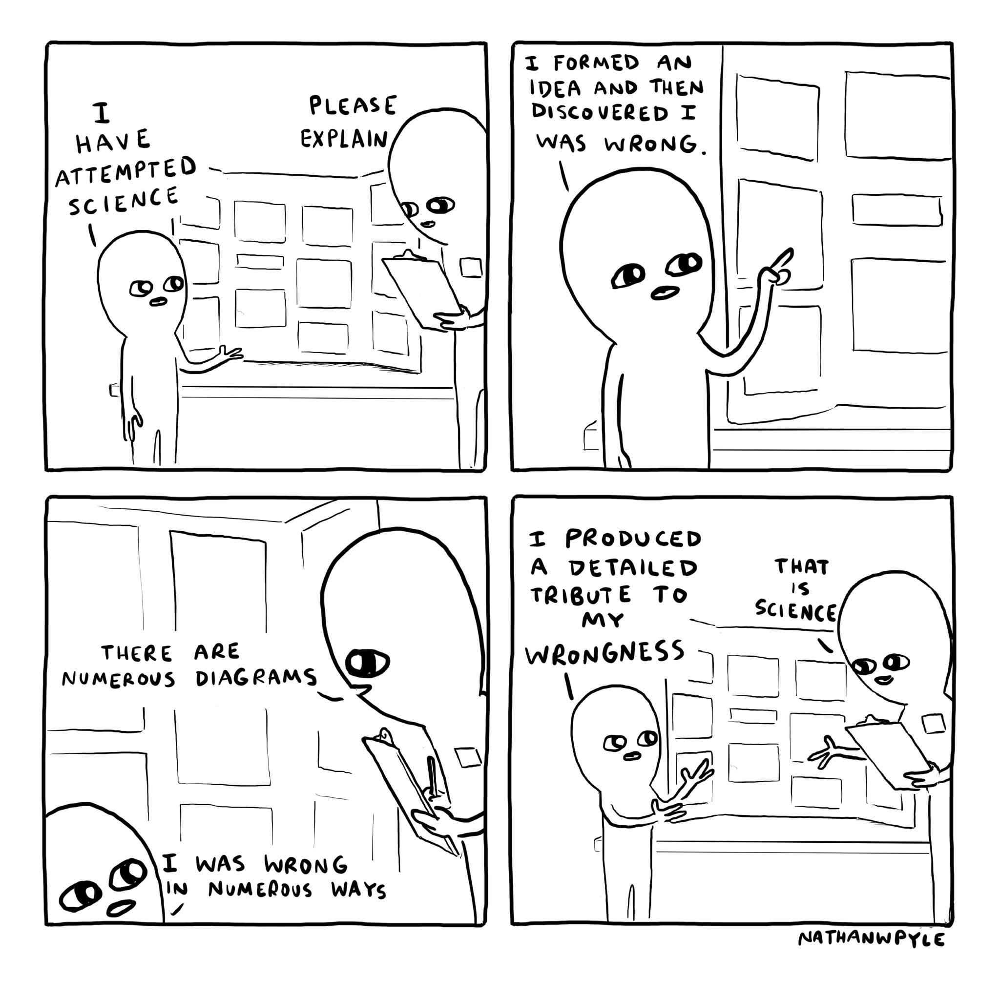 I
HAVE
ATTEMPTED
SCIENCE
PLEASE
EXPLAIN
I FORMED AN
IDEA AND THEN
DISCOVERED I
WAS WRONG.
THERE ARE
NUMEROUS DIAGRAMS
I WAS WRONG
IN NUMEROUS WAYS
I PRODUCED
A DETAILED
TRIBUTE TO
MY
WRONGNESS
THAT
IS
SCIENCE
NATHANWPYLE